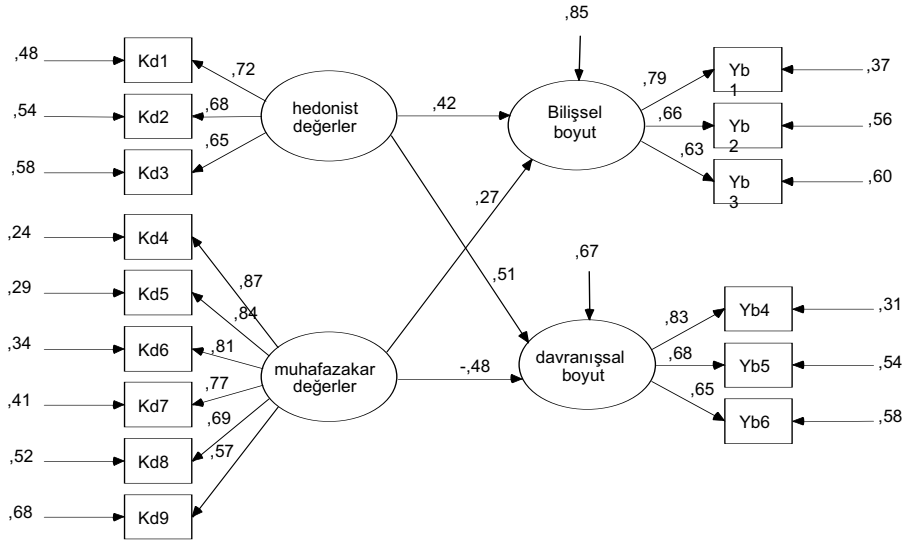 ,85
,48
Kd1
,72
,79
Yb
1
,37
,54
Kd2
,68
hedonist
değerler
,42
Bilişsel
boyut
,66
Yb
2
,56
,58
Kd3
,65
,63
Yb
3
,60
,27
,24
Kd4
,87
,51
,67
,29
Kd5
,84
,83
Yb4
,31
,34
Kd6
,81
muhafazakar
değerler
-,48
davranışsal
boyut
,68
Yb5
,54
,41
Kd7
,77
,65
Yb6
,58
,52
Kd8
,69
,68
Kd9
,57